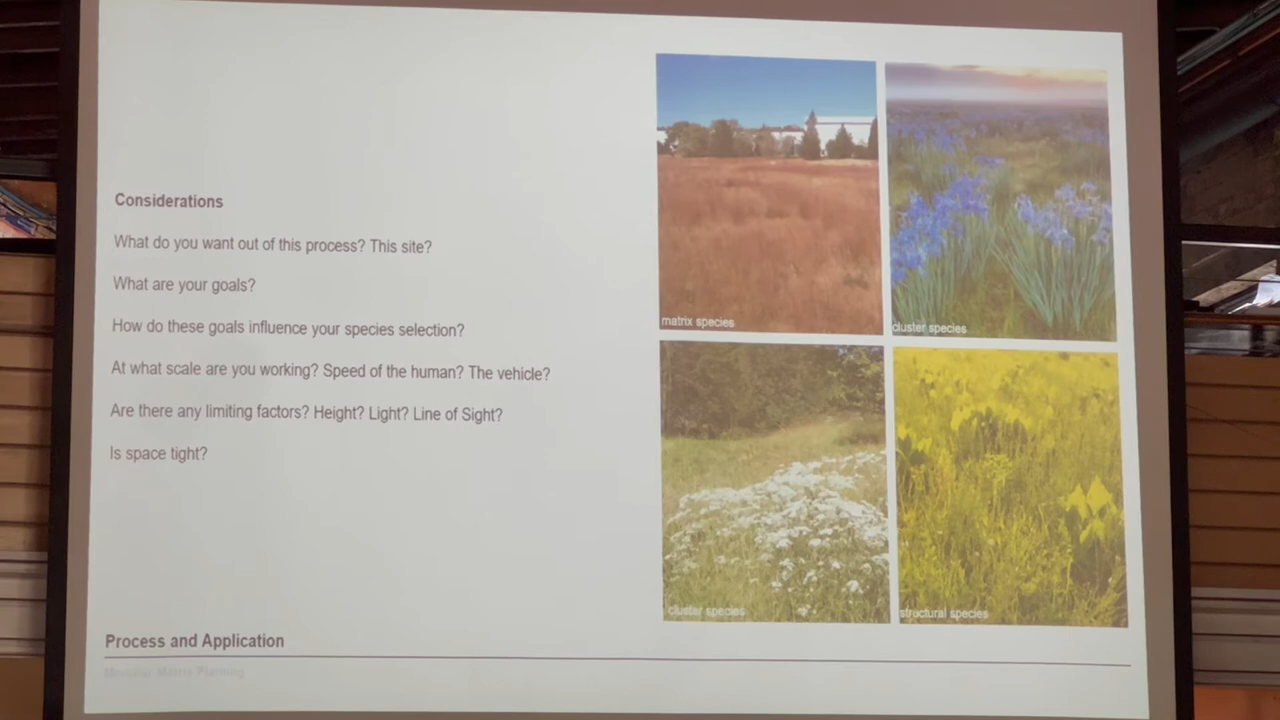 Considerations
What do you want out of this process? This site?
What are your goals?
How do these goals influence your species selection?
At what scale are you working? Speed of the human? The vehicle?
Are there any limiting factors? Height? Light? Line of Sight?
Is space tight?
matrix species
cluster species
cluster species
structural species
Process and Application
Matrix Planting